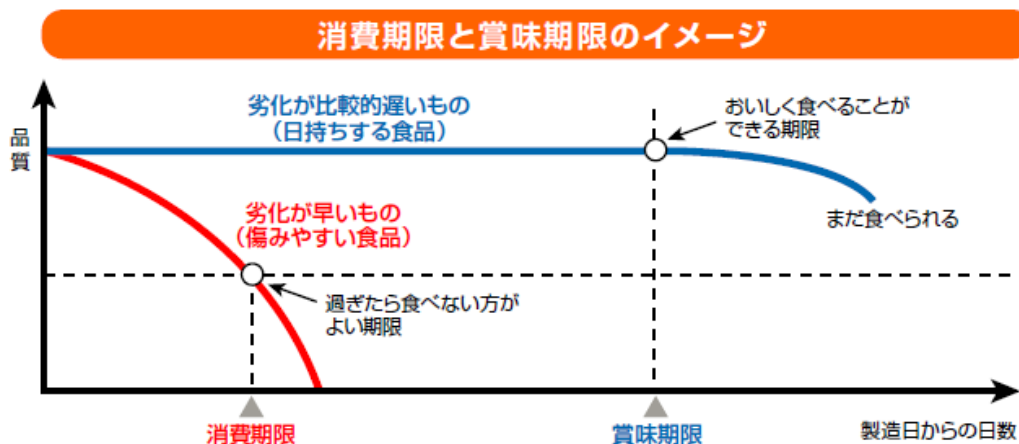 消費期限と賞味期限のイメージ
品質
劣化が比較的遅いもの
（日持ちする食品）
おいしく食べることが
できる期限
まだ食べられる
劣化が早いもの
（傷みやすい食品）
過ぎたら食べない方が
よい期限
消費期限
賞味期限
製造日からの日数